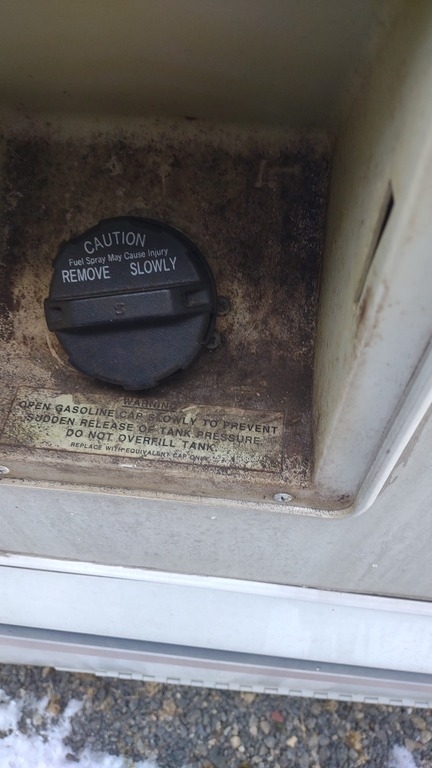 CAUTION
Fuel Spray May Cause Injury
REMOVE SLOWLY
S
WARNING
OPEN GASOLINE CAP SLOWLY TO PREVENT
SUDDEN RELEASE OF TANK PRESSURE
DO NOT OVERFILL TANK
REPLACE WITH EQUIVALENT CAP ONLY